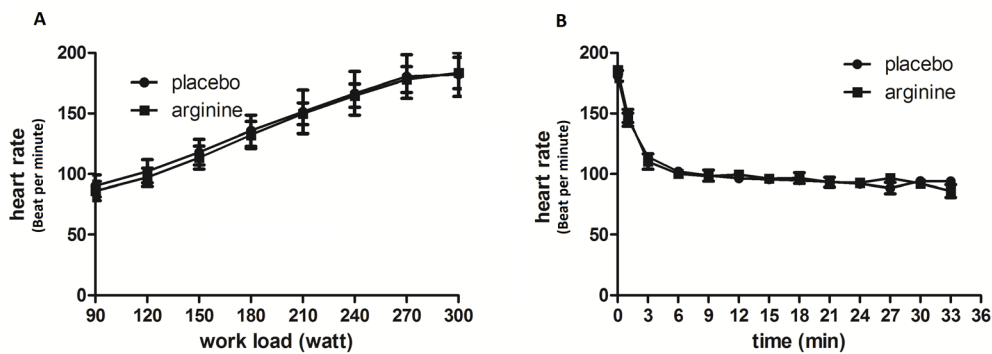 A
200
150
100
50
0
heart rate
(Beat per minute)
placebo
arginine
90 120 150 180 210 240 270 300
work load (watt)
B
200
150
100
50
0
heart rate
(Beat per minute)
placebo
arginine
0 3 6 9 12 15 18 21 24 27 30 33 36
time (min)